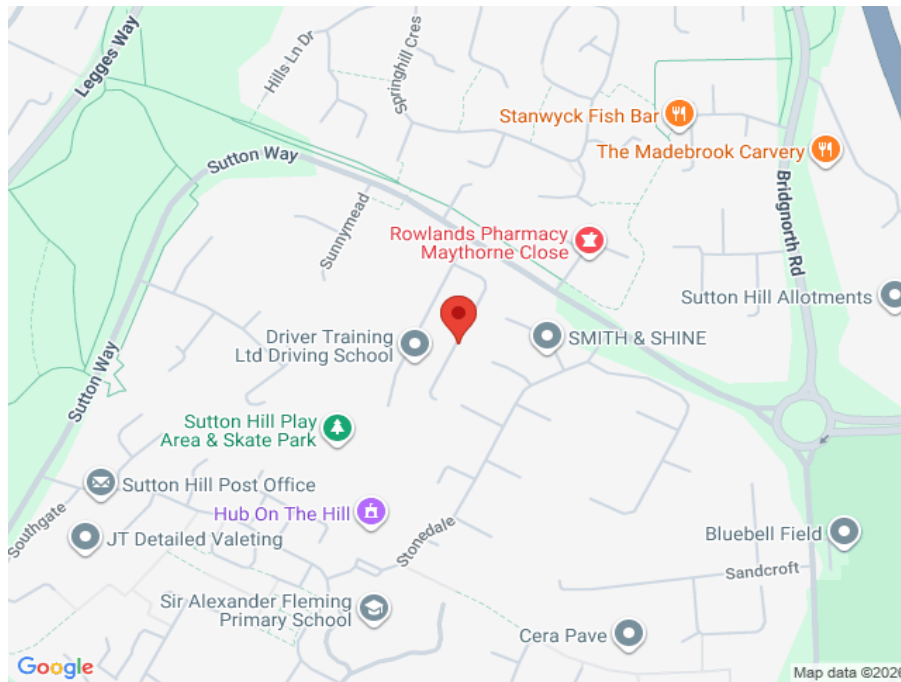 Legges Way
Hills Ln Dr
Springhill Cres
Stanwyck Fish Bar
The Madebrook Carvery
Sutton Way
Bridgnorth Rd
Sunnymead
Rowlands Pharmacy
Maythorne Close
Sutton Hill Allotments
Driver Training
Ltd Driving School
SMITH & SHINE
Sutton Way
Sutton Hill Play
Area & Skate Park
Sutton Hill Post Office
Hub On The Hill
Southgate
JT Detailed Valeting
Stonedale
Bluebell Field
Sandcroft
Sir Alexander Fleming
Primary School
Cera Pave
Google
Map data ©2026